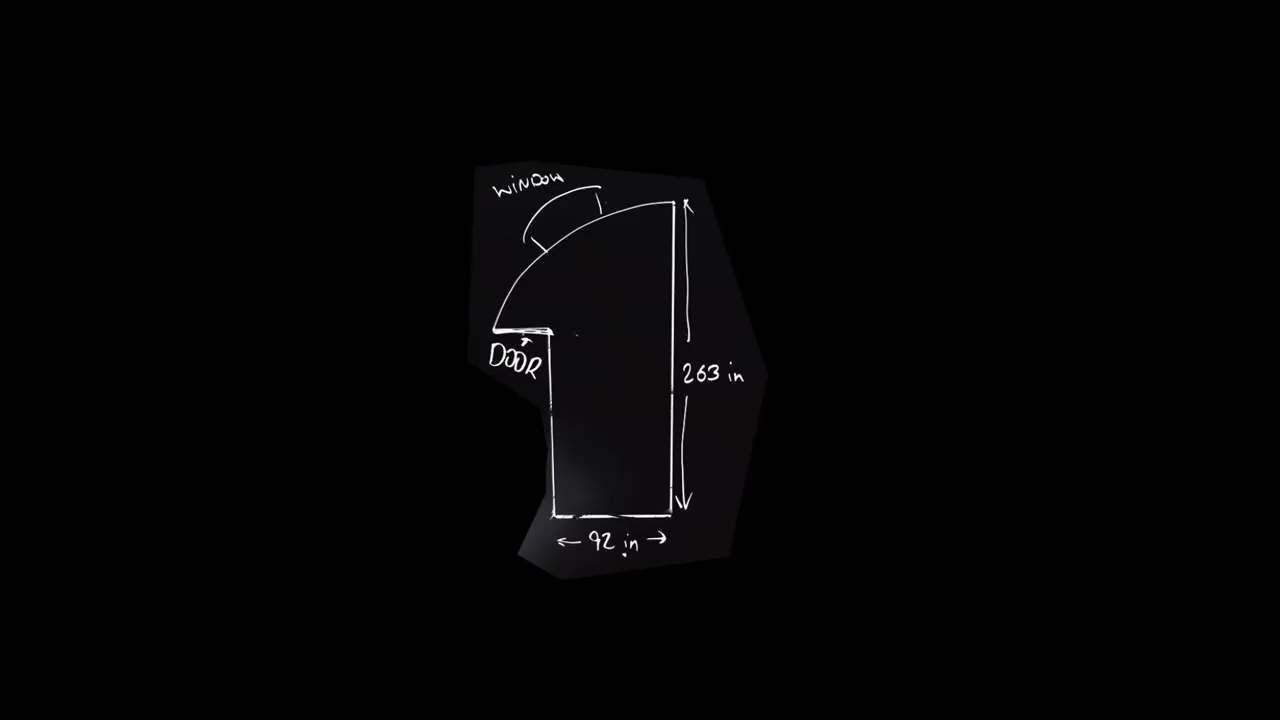 WINDOW
DOOR
263 in
← 92 in →